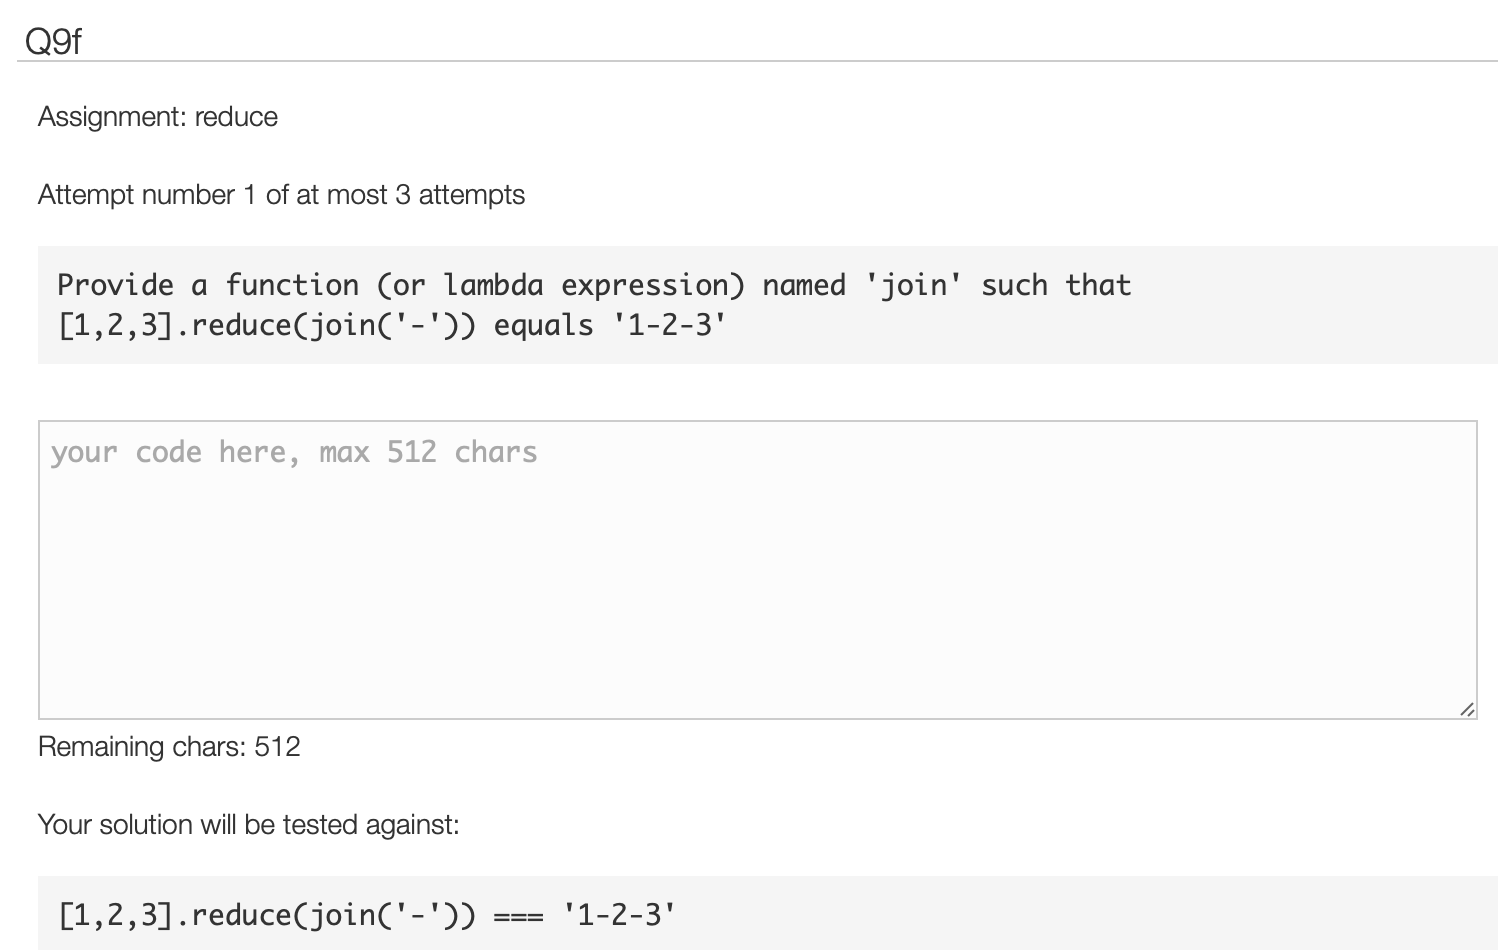 Q9f
Assignment: reduce
Attempt number 1 of at most 3 attempts
Provide a function (or lambda expression) named 'join' such that
[1,2,3].reduce(join('-')) equals '1-2-3'
your code here, max 512 chars
Remaining chars: 512
Your solution will be tested against:
[1,2,3].reduce(join('-')) === '1-2-3'